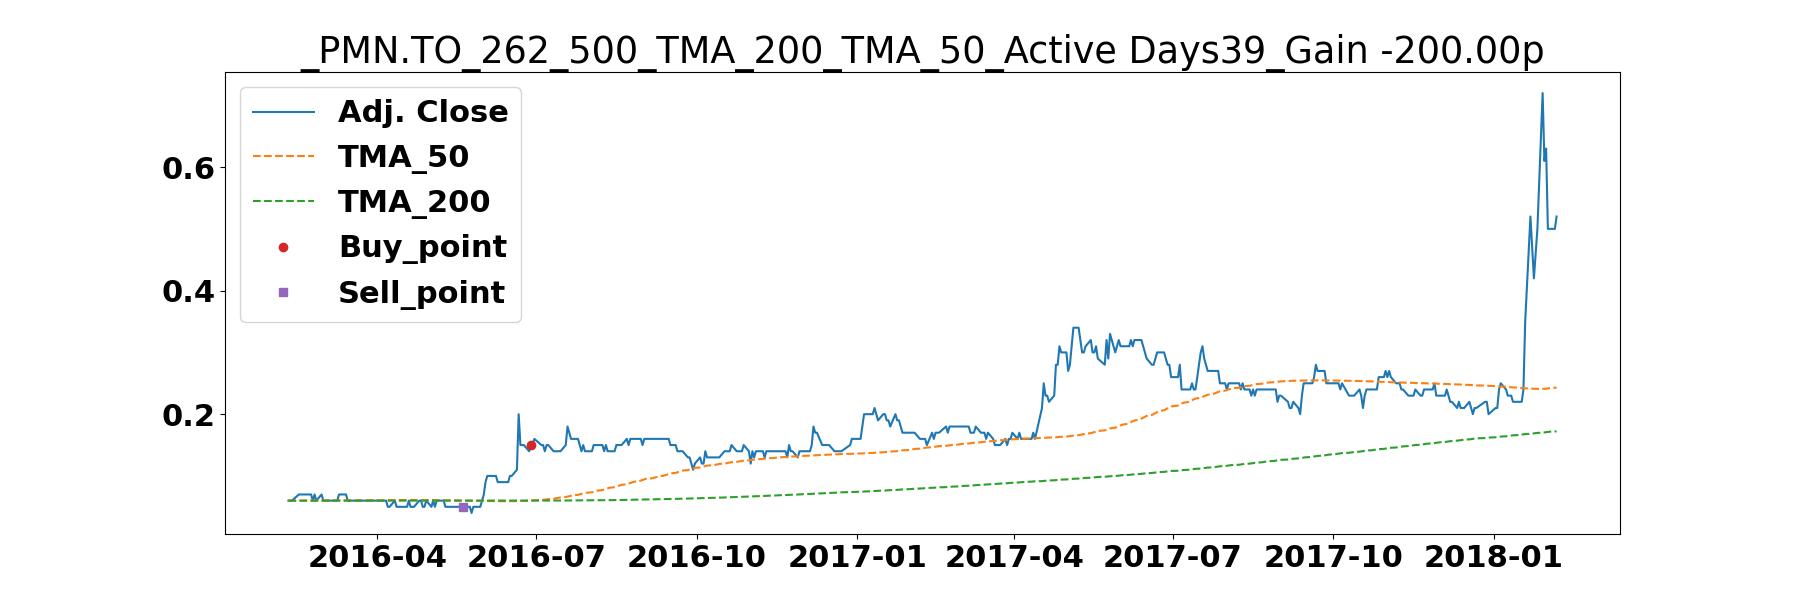 _PMN.TO_262_500_TMA_200_TMA_50_Active Days39_Gain -200.00p
Adj. Close
TMA_50
TMA_200
Buy_point
Sell_point
0.6
0.4
0.2
2016-04 2016-07 2016-10 2017-01 2017-04 2017-07 2017-10 2018-01